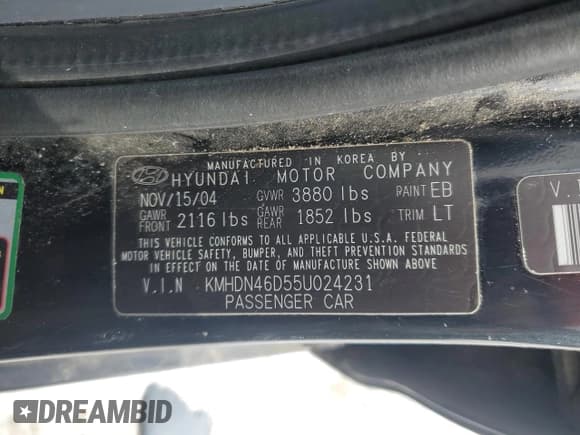 MANUFACTURED IN KOREA BY
HYUNDAI MOTOR COMPANY
NOV/15/04 GVWR 3880 lbs PAINT EB
GAWR FRONT 2116 lbs GAWR REAR 1852 lbs TRIM LT
THIS VEHICLE CONFORMS TO ALL APPLICABLE U.S.A. FEDERAL
MOTOR VEHICLE SAFETY, BUMPER, AND THEFT PREVENTION STANDARDS
IN EFFECT ON THE DATE OF MANUFACTURE SHOWN ABOVE.
V.I.N KMHDN46D55U024231
PASSENGER CAR
V.I
DREAMBID